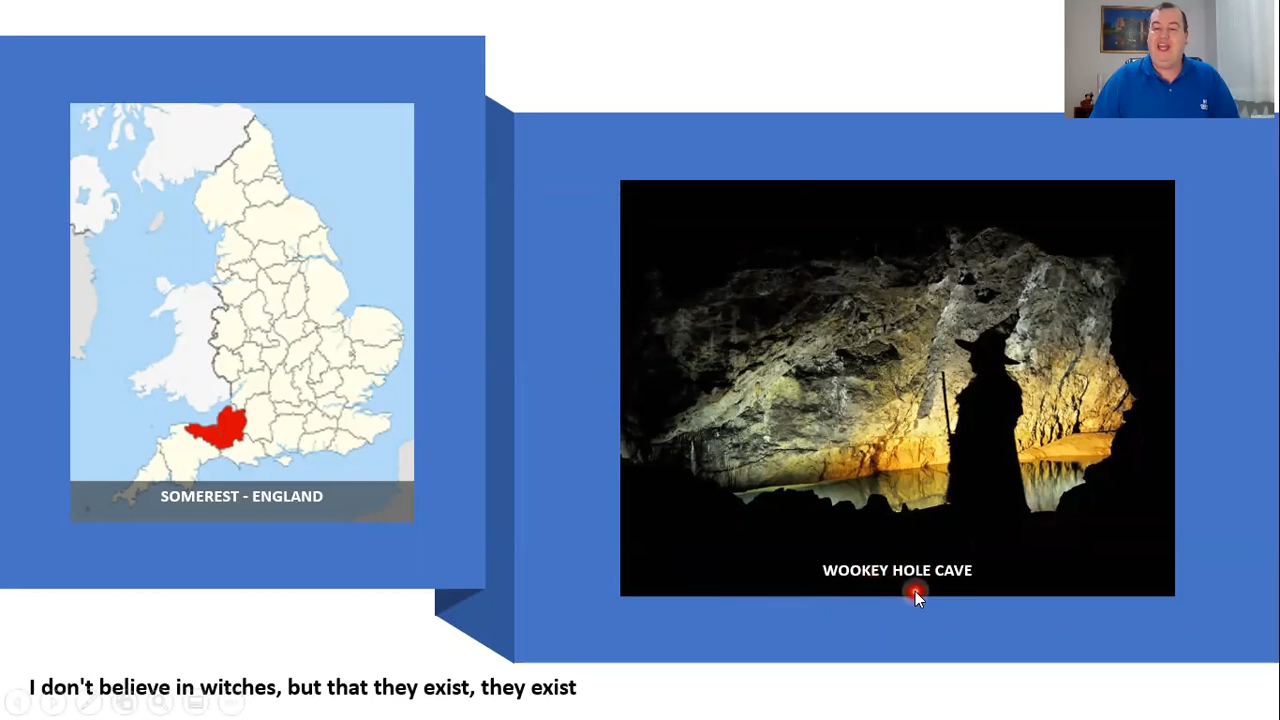 SOMEREST - ENGLAND
WOOKEY HOLE CAVE
I don't believe in witches, but that they exist, they exist